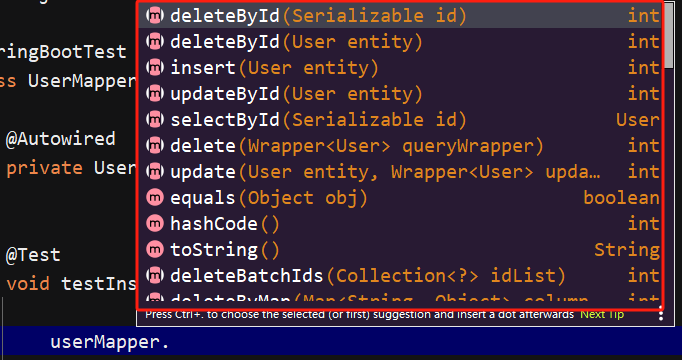 deleteById(Serializable id) int
deleteById(User entity) int
ringBootTest
insert(User entity) int
ss UserMapper
updateById(User entity) int
selectById(Serializable id) User
@Autowired
delete(Wrapper<User> queryWrapper) int
private User
update(User entity, Wrapper<User> upda… int
equals(Object obj) boolean
hashCode() int
@Test
toString() String
void testIns
deleteBatchIds(Collection<?> idList) int
deleteByMap(Map<String, Object> column int
Press Ctrl+. to choose the selected (or first) suggestion and insert a dot afterwards Next Tip
userMapper.